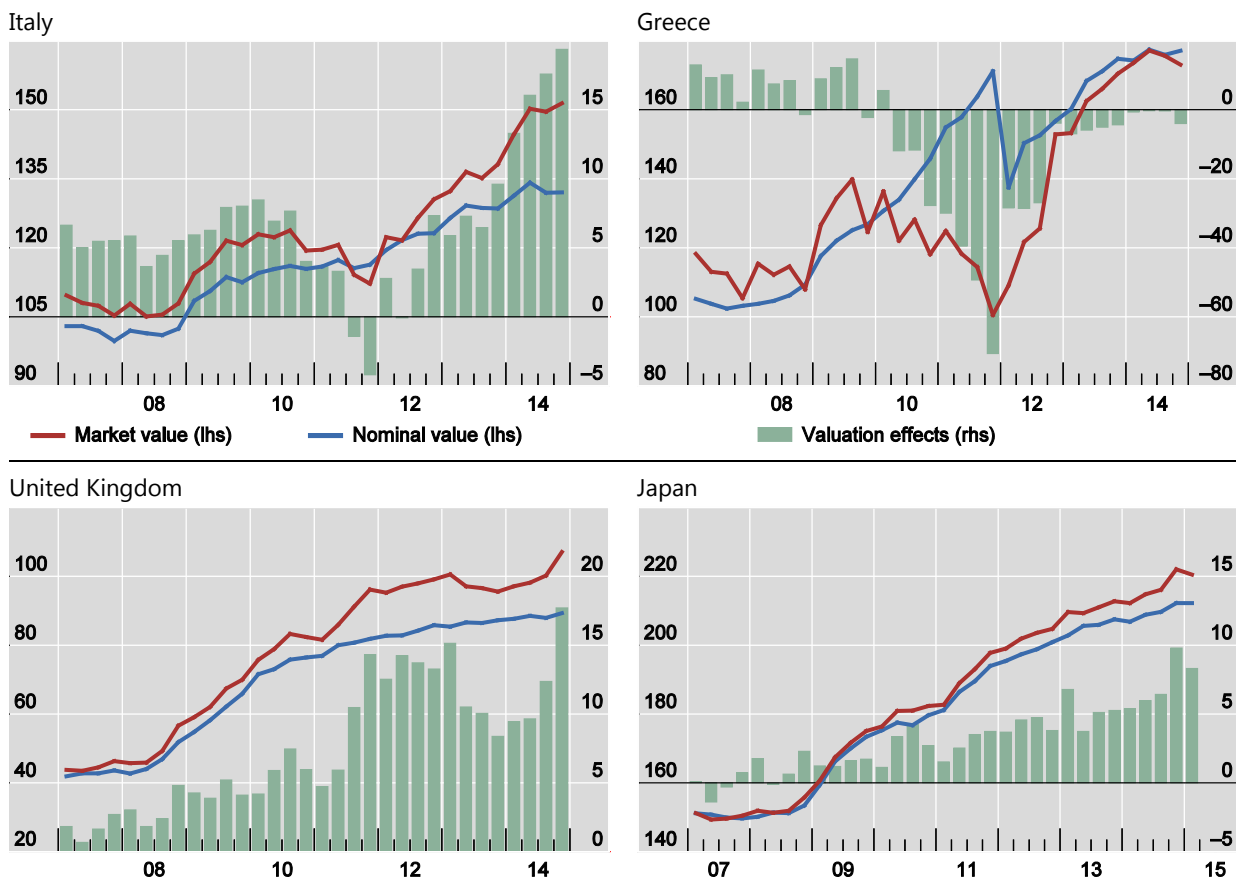 Italy
Greece
150 15
135 10
120 5
105 0
90 –5
08 10 12 14
160 0
140 –20
120 –40
100 –60
80 –80
08 10 12 14
Market value (lhs) Nominal value (lhs) Valuation effects (rhs)
United Kingdom
Japan
100 20
80 15
60 10
40 5
20 0
08 10 12 14
220 15
200 10
180 5
160 0
140 –5
07 09 11 13 15